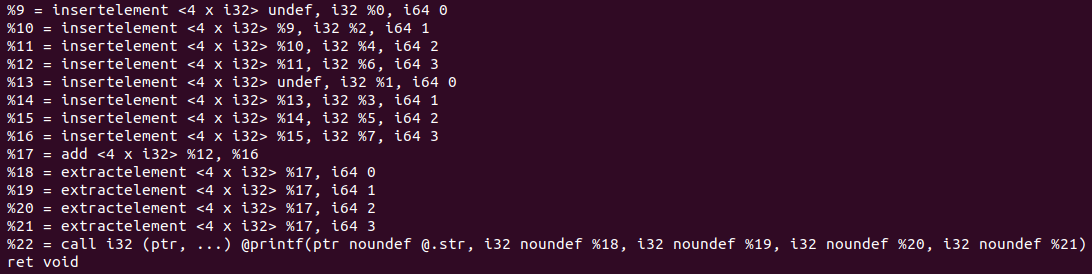 %9 = insertelement <4 x i32> undef, i32 %0, i64 0
%10 = insertelement <4 x i32> %9, i32 %2, i64 1
%11 = insertelement <4 x i32> %10, i32 %4, i64 2
%12 = insertelement <4 x i32> %11, i32 %6, i64 3
%13 = insertelement <4 x i32> undef, i32 %1, i64 0
%14 = insertelement <4 x i32> %13, i32 %3, i64 1
%15 = insertelement <4 x i32> %14, i32 %5, i64 2
%16 = insertelement <4 x i32> %15, i32 %7, i64 3
%17 = add <4 x i32> %12, %16
%18 = extractelement <4 x i32> %17, i64 0
%19 = extractelement <4 x i32> %17, i64 1
%20 = extractelement <4 x i32> %17, i64 2
%21 = extractelement <4 x i32> %17, i64 3
%22 = call i32 (ptr, ...) @printf(ptr noundef @.str, i32 noundef %18, i32 noundef %19, i32 noundef %20, i32 noundef %21)
ret void